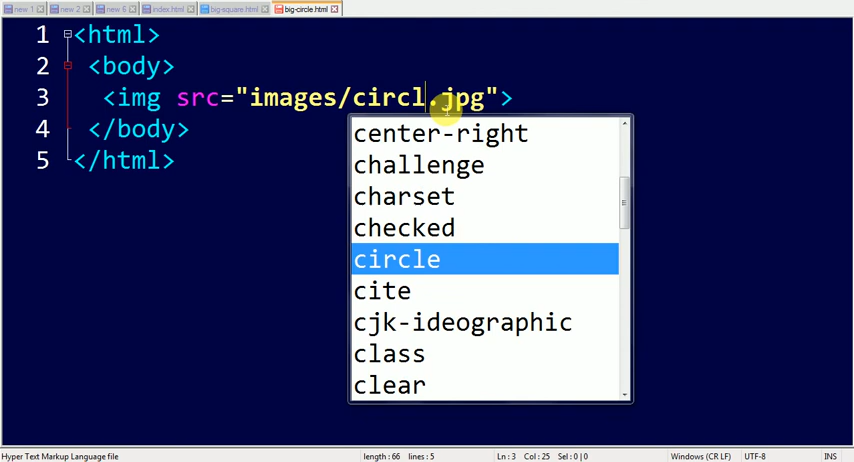 new 1 new 2 new 6 index.html big-square.html big-circle.html
1 <html>
2 <body>
3 <img src="images/circl.jpg">
4 </body>
5 </html>
center-right
challenge
charset
checked
circle
cite
cjk-ideographic
class
clear
Hyper Text Markup Language file length : 66 lines : 5 Ln : 3 Col : 25 Sel : 0 | 0 Windows (CR LF) UTF-8 INS